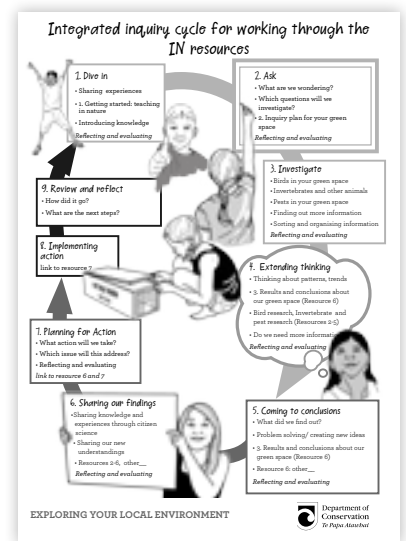 Integrated inquiry cycle for working through the
IN resources
1. Dive In
• Sharing experiences
• 1. Getting started: teaching
in nature
• Introducing knowledge
Reflecting and evaluating
2. Ask
• What are we wondering?
• Which questions will we
investigate?
• 2. Inquiry plan for your green
space
Reflecting and evaluating
3. Investigate
• Birds in your green space
• Invertebrates and other animals
• Pests in your green space
• Finding out more information
• Sorting and organising information
Reflecting and evaluating
4. Extending thinking
• Thinking about patterns, trends
• 3. Results and conclusions about
our green space (Resource 6)
• Bird research, Invertebrate and
pest research (Resources 2-5)
• Do we need more informatio
Reflecting and evaluating
5. Coming to conclusions
• What did we find out?
• Problem solving/ creating new ideas
• 3. Results and conclusions about our
green space (Resource 6)
• Resource 6: other__
Reflecting and evaluating
6. Sharing our findings
•Sharing knowledge and
experiences through citizen
science
• Sharing our new
understandings
• Resources 2-6, other__
Reflecting and evaluating
7. Planning for Action
• What action will we take?
• Which issue will this address?
• Reflecting and evaluating
link to resource 6 and 7
8. Implementing
action
link to resource 7
9. Review and reflect
• How did it go?
• What are the next steps?
EXPLORING YOUR LOCAL ENVIRONMENT
Department of
Conservation
Te Papa Atawhai